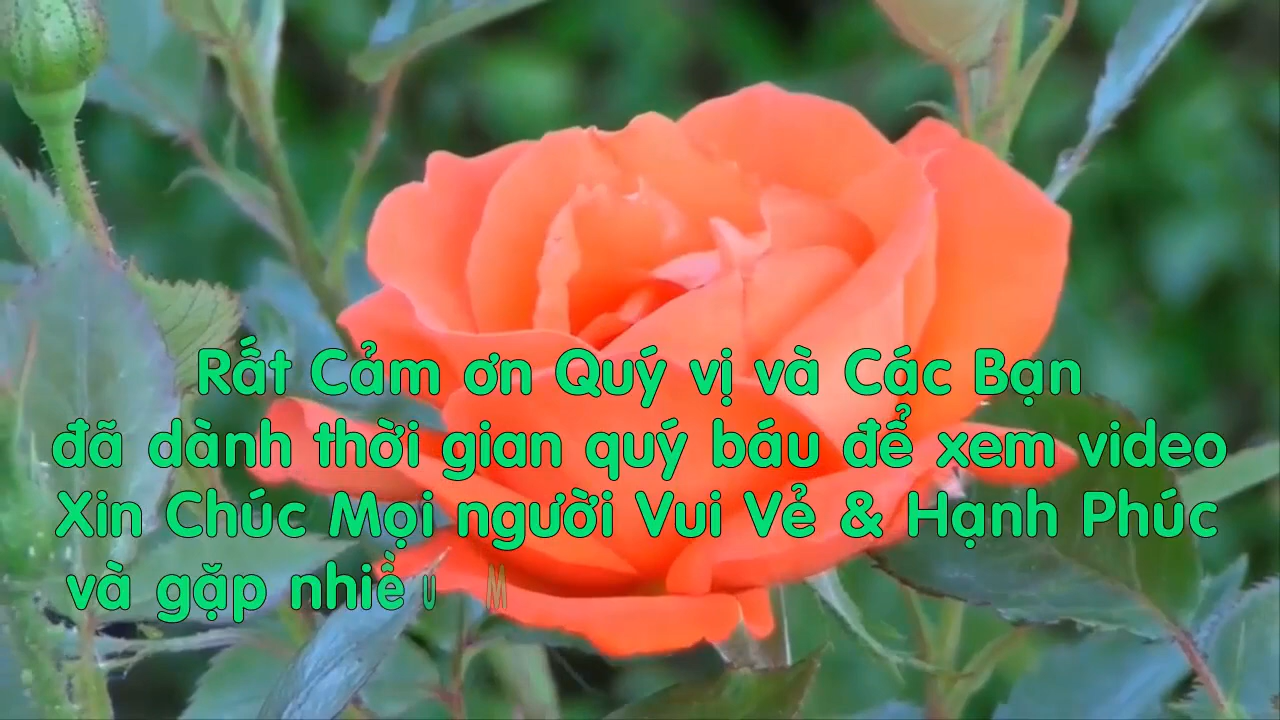 Rất Cảm ơn Quý vị và Các Bạn
đã dành thời gian quý báu để xem video
Xin Chúc Mọi người Vui Vẻ & Hạnh Phúc
và gặp nhiều M